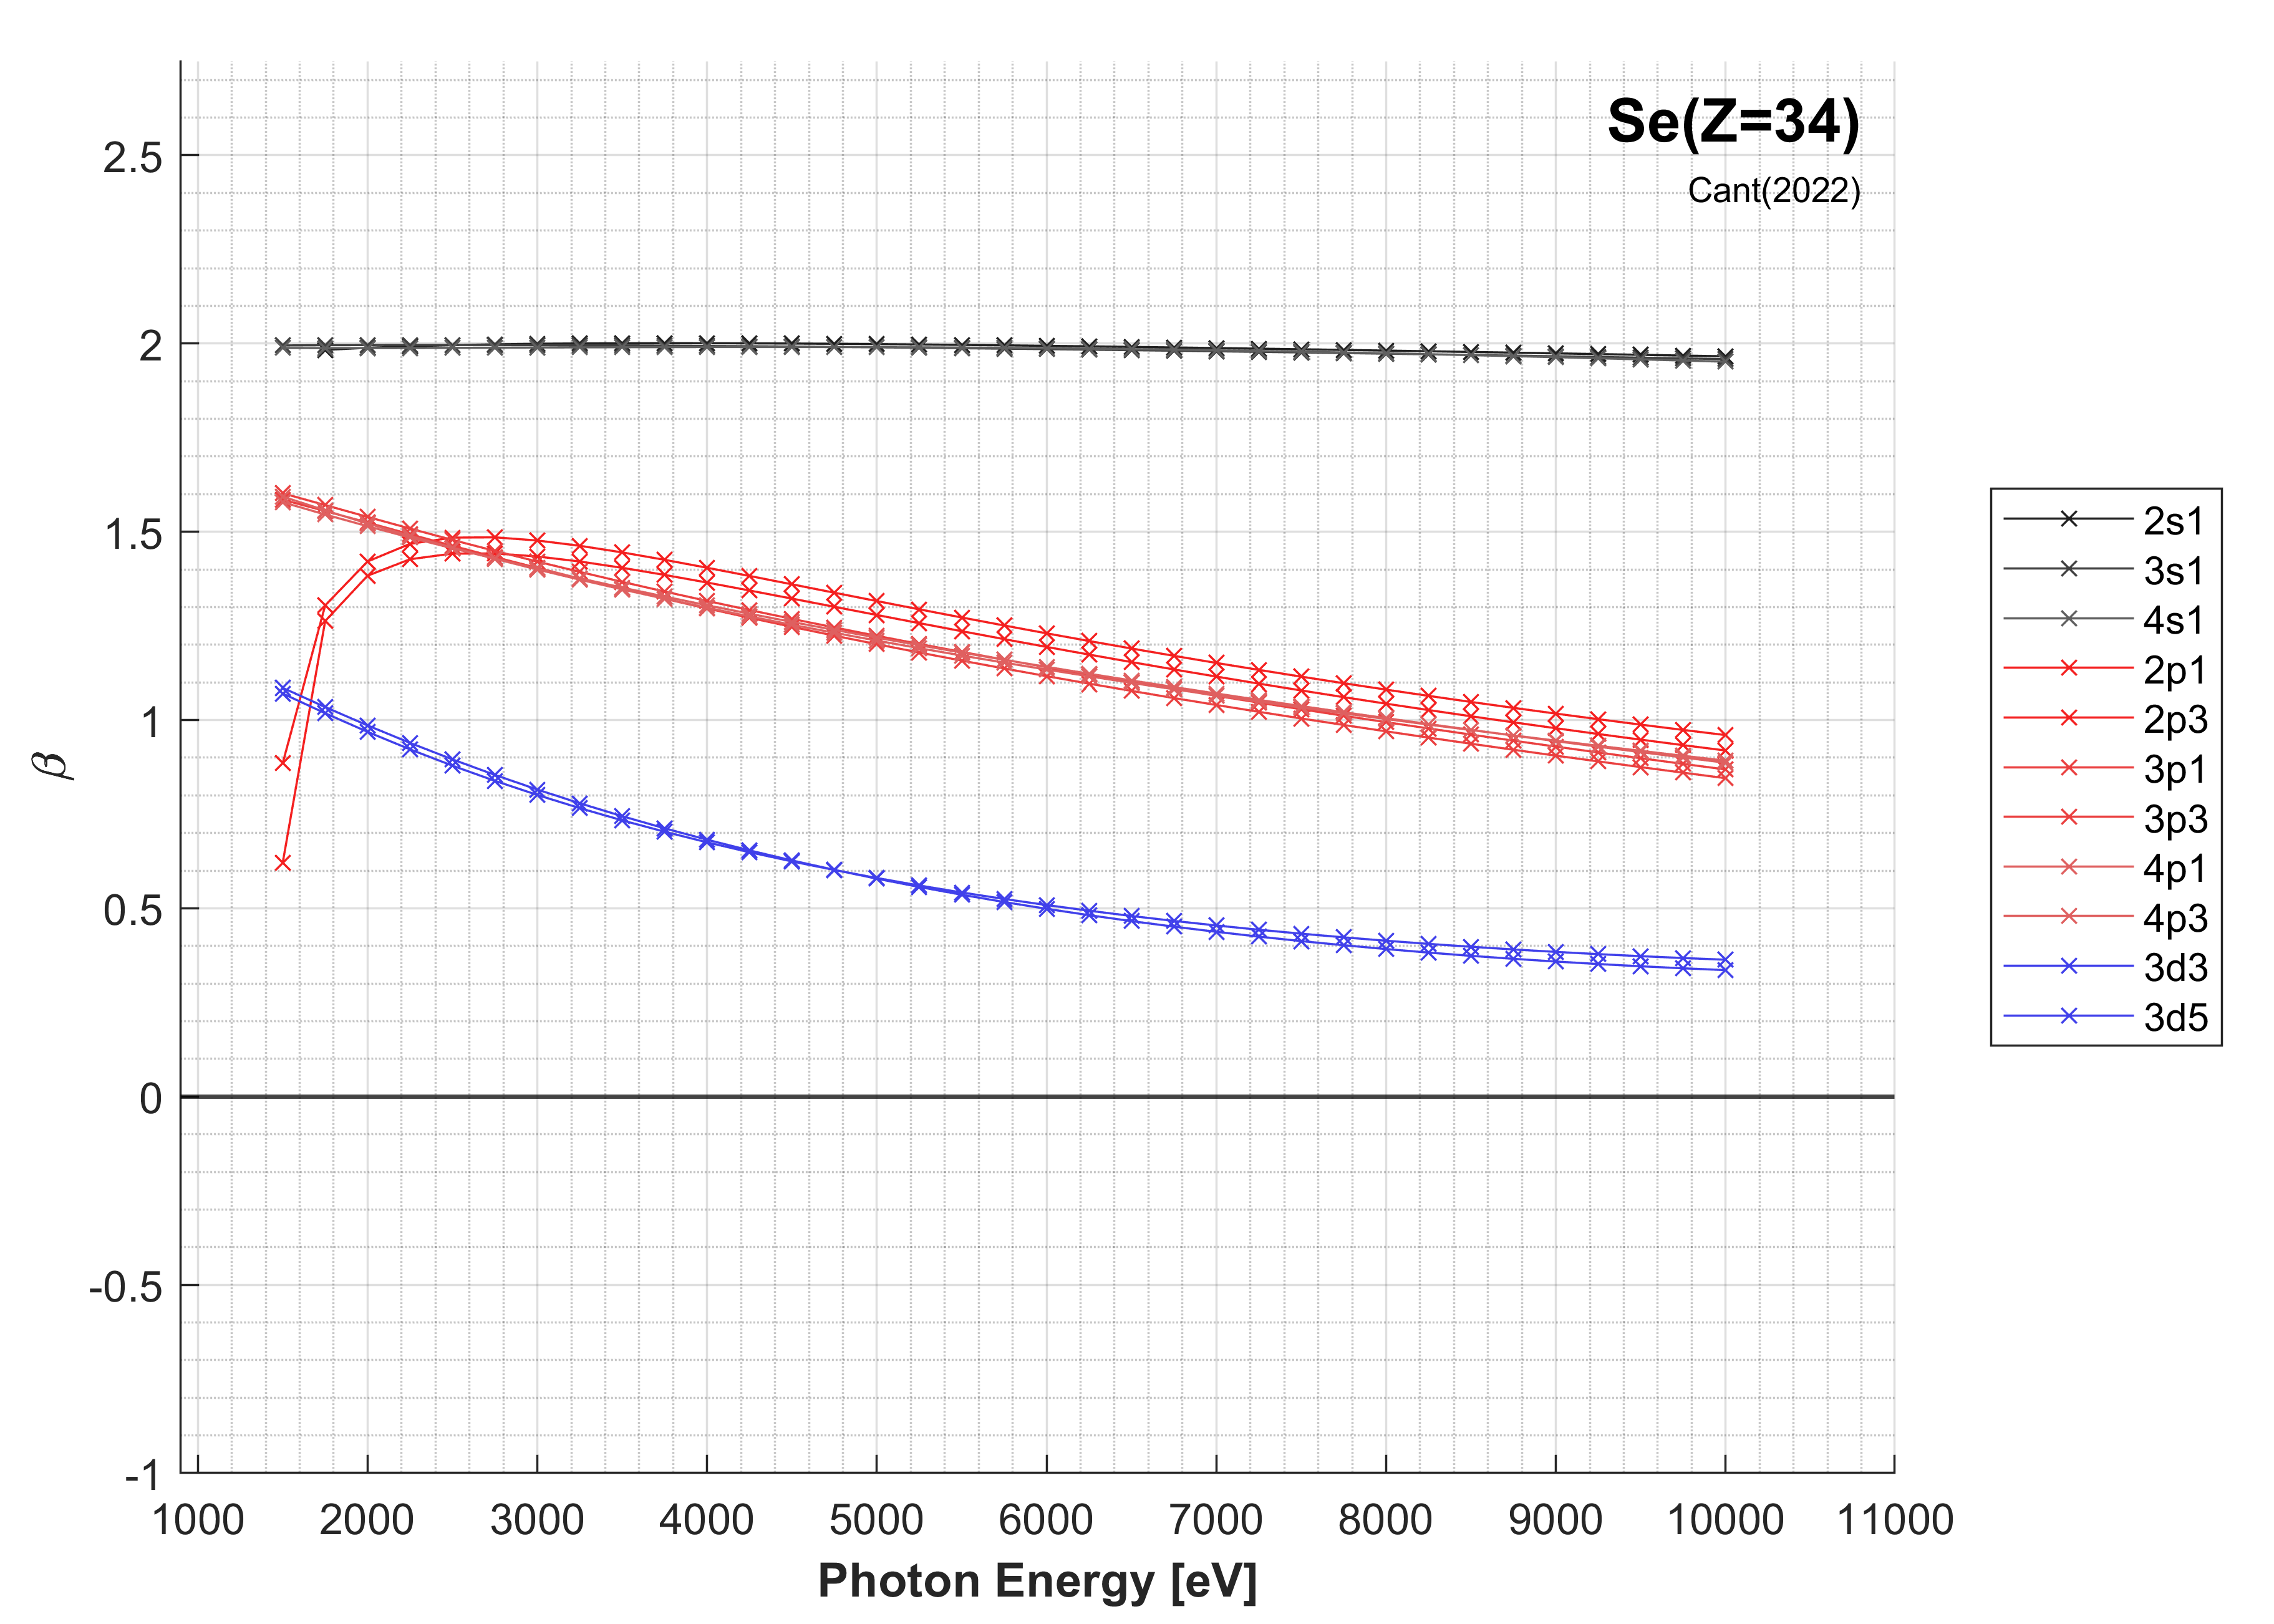 Se(Z=34)
Cant(2022)
2.5
2
1.5
1
0.5
0
-0.5
-1
β
1000 2000 3000 4000 5000 6000 7000 8000 9000 10000 11000
Photon Energy [eV]
2s1
3s1
4s1
2p1
2p3
3p1
3p3
4p1
4p3
3d3
3d5